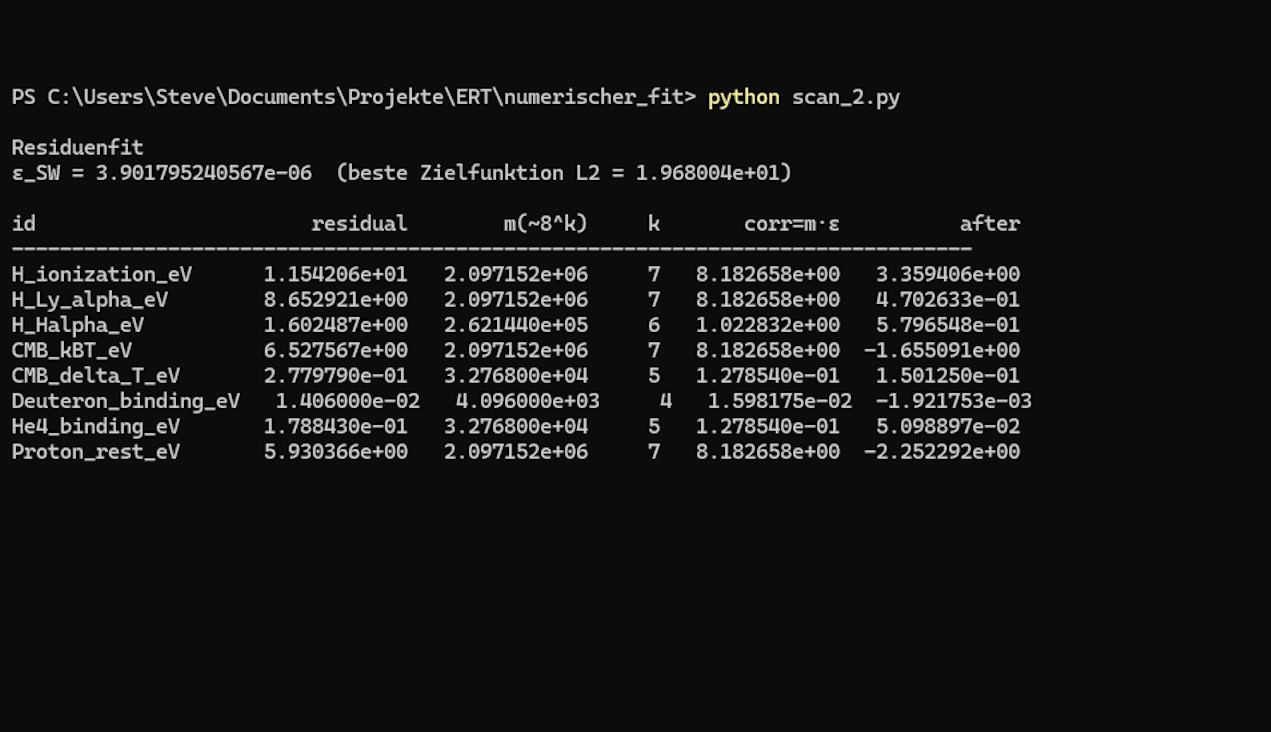 PS C:\Users\Steve\Documents\Projekte\ERT\numerischer_fit> python scan_2.py
Residuenfit
ε_SW = 3.901795240567e-06  (beste Zielfunktion L2 = 1.968004e+01)
id                       residual        m(~8^k)     k       corr=m·ε          after
--------------------------------------------------------------------------------
H_ionization_eV      1.154206e+01   2.097152e+06     7   8.182658e+00   3.359406e+00
H_Ly_alpha_eV        8.652921e+00   2.097152e+06     7   8.182658e+00   4.702633e-01
H_Halpha_eV          1.602487e+00   2.621440e+05     6   1.022832e+00   5.796548e-01
CMB_kBT_eV           6.527567e+00   2.097152e+06     7   8.182658e+00  -1.655091e+00
CMB_delta_T_eV       2.779790e-01   3.276800e+04     5   1.278540e-01   1.501250e-01
Deuteron_binding_eV   1.406000e-02   4.096000e+03     4   1.598175e-02  -1.921753e-03
He4_binding_eV       1.788430e-01   3.276800e+04     5   1.278540e-01   5.098897e-02
Proton_rest_eV       5.930366e+00   2.097152e+06     7   8.182658e+00  -2.252292e+00